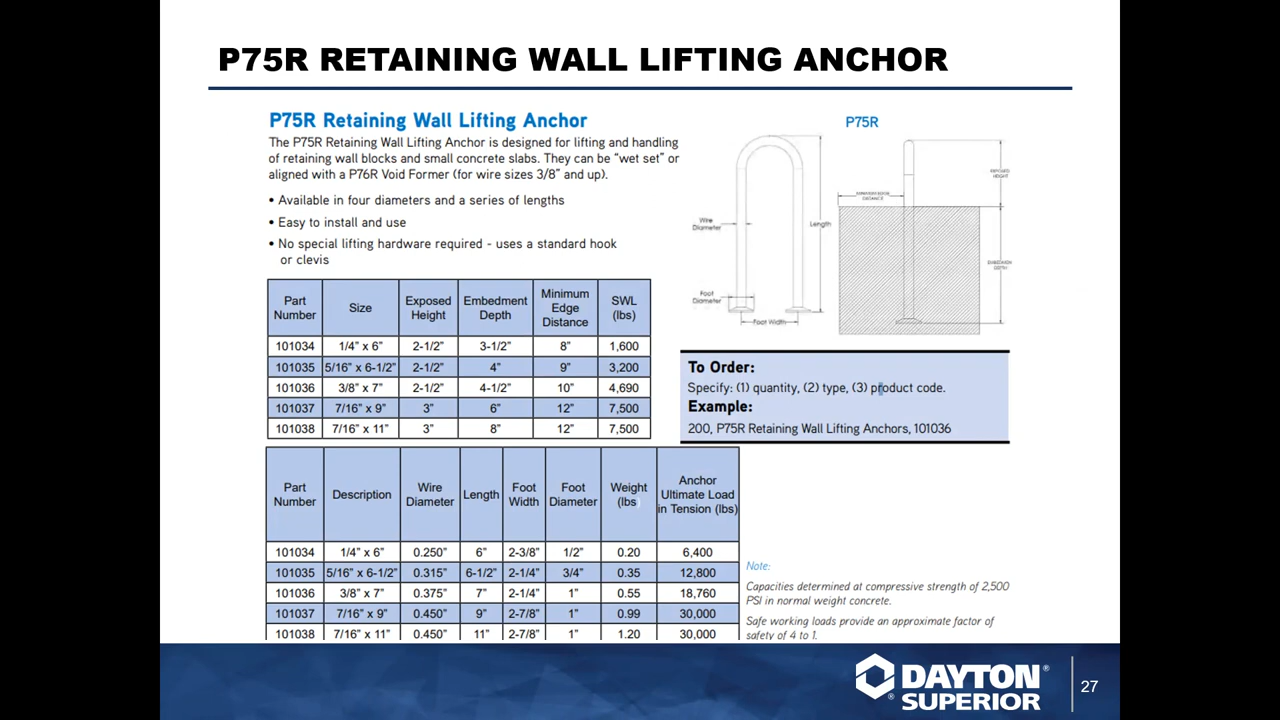 P75R RETAINING WALL LIFTING ANCHOR
P75R Retaining Wall Lifting Anchor
The P75R Retaining Wall Lifting Anchor is designed for lifting and handling
of retaining wall blocks and small concrete slabs. They can be “wet set” or
aligned with a P76R Void Former (for wire sizes 3/8” and up).
• Available in four diameters and a series of lengths
• Easy to install and use
• No special lifting hardware required - uses a standard hook
or clevis
P75R
Wire
Diameter
Length
Foot
Diameter
Foot Width
MINIMUM EDGE
DISTANCE
EXPOSED
HEIGHT
EMBEDMENT
DEPTH
Part Number Size Exposed Height Embedment Depth Minimum Edge Distance SWL (lbs)
101034 1/4” x 6” 2-1/2” 3-1/2” 8” 1,600
101035 5/16” x 6-1/2” 2-1/2” 4” 9” 3,200
101036 3/8” x 7” 2-1/2” 4-1/2” 10” 4,690
101037 7/16” x 9” 3” 6” 12” 7,500
101038 7/16” x 11” 3” 8” 12” 7,500
To Order:
Specify: (1) quantity, (2) type, (3) product code.
Example:
200, P75R Retaining Wall Lifting Anchors, 101036
Part Number Description Wire Diameter Length Foot Width Foot Diameter Weight (lbs) Anchor Ultimate Load in Tension (lbs)
101034 1/4” x 6” 0.250” 6” 2-3/8” 1/2” 0.20 6,400
101035 5/16” x 6-1/2” 0.315” 6-1/2” 2-1/4” 3/4” 0.35 12,800
101036 3/8” x 7” 0.375” 7” 2-1/4” 1” 0.55 18,760
101037 7/16” x 9” 0.450” 9” 2-7/8” 1” 0.99 30,000
101038 7/16” x 11” 0.450” 11” 2-7/8” 1” 1.20 30,000
Note:
Capacities determined at compressive strength of 2,500
PSI in normal weight concrete.
Safe working loads provide an approximate factor of
safety of 4 to 1.
DAYTON
SUPERIOR
27